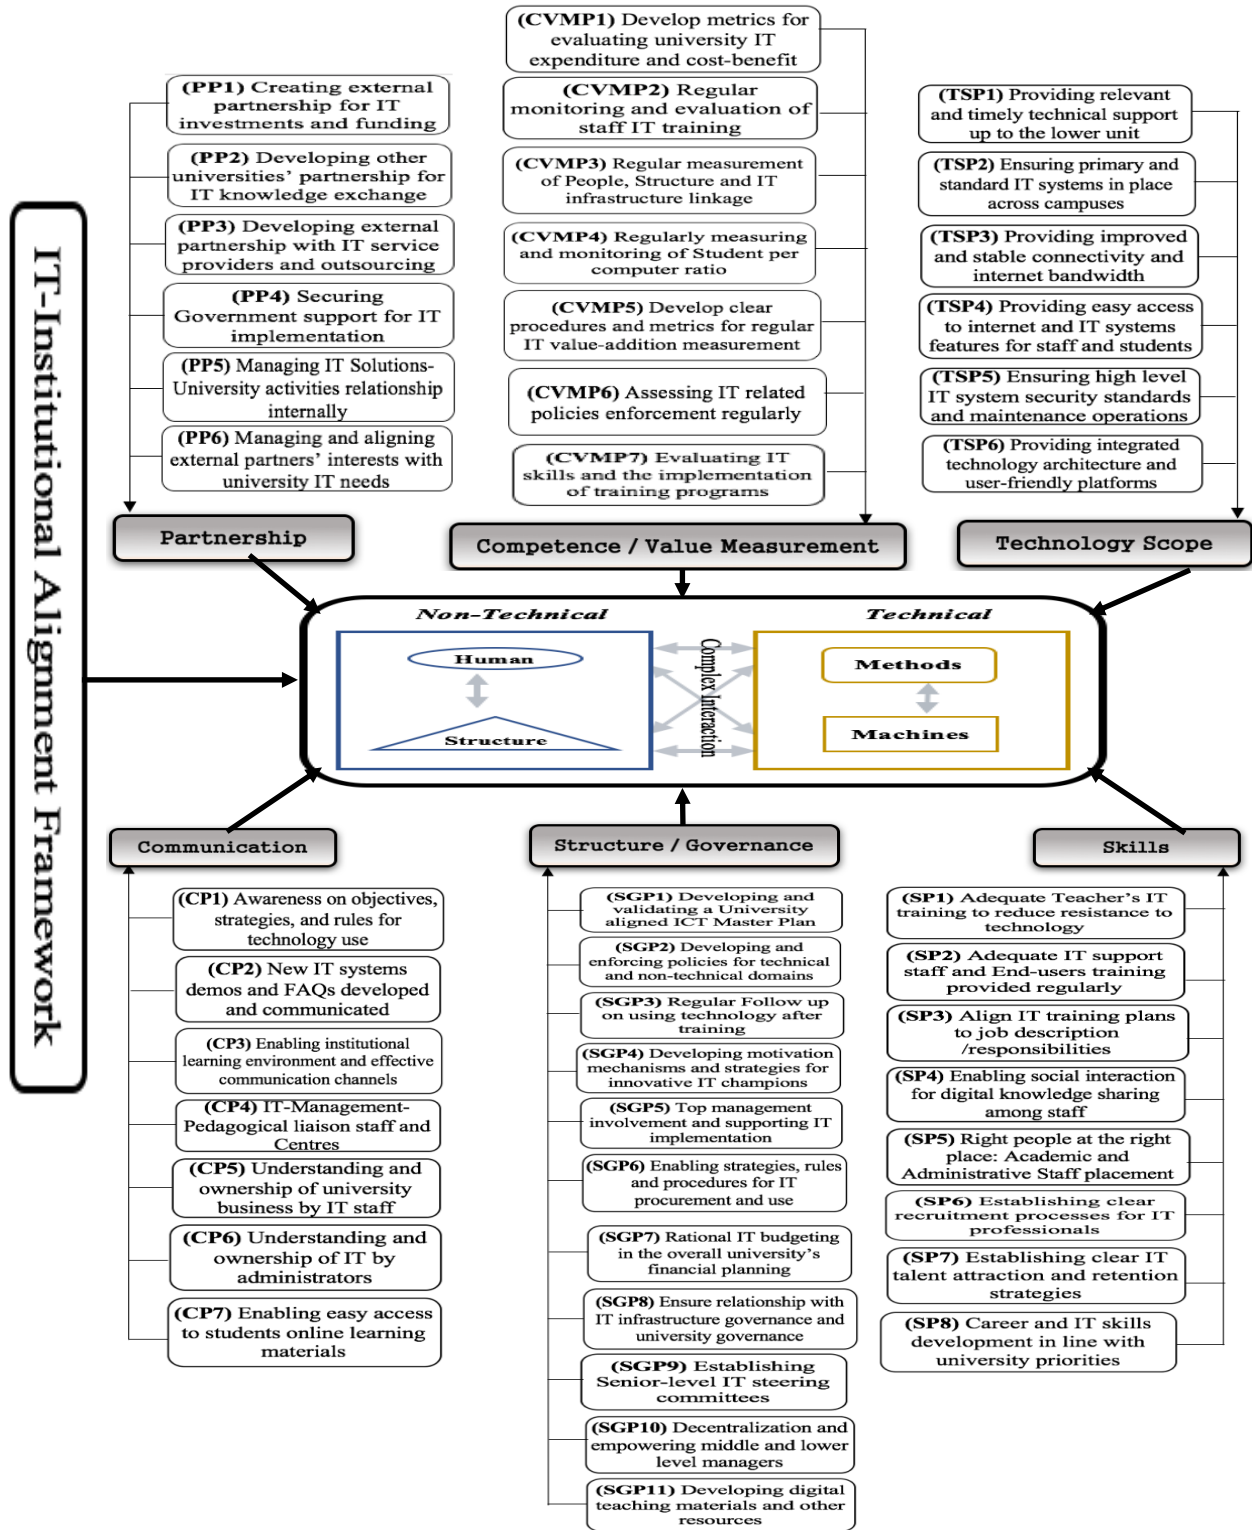 IT-Institutional Alignment Framework
(PP1) Creating external
partnership for IT
investments and funding
(PP2) Developing other
universities' partnership for
IT knowledge exchange
(PP3) Developing external
partnership with IT service
providers and outsourcing
(PP4) Securing
Government support for IT
implementation
(PP5) Managing IT Solutions-
University activities relationship
internally
(PP6) Managing and aligning
external partners' interests with
university IT needs
Partnership
(CVMP1) Develop metrics for
evaluating university IT
expenditure and cost-benefit
(CVMP2) Regular
monitoring and evaluation of
staff IT training
(CVMP3) Regular measurement
of People, Structure and IT
infrastructure linkage
(CVMP4) Regularly measuring
and monitoring of Student per
computer ratio
(CVMP5) Develop clear
procedures and metrics for regular
IT value-addition measurement
(CVMP6) Assessing IT related
policies enforcement regularly
(CVMP7) Evaluating IT
skills and the implementation
of training programs
Competence / Value Measurement
(TSP1) Providing relevant
and timely technical support
up to the lower unit
(TSP2) Ensuring primary and
standard IT systems in place
across campuses
(TSP3) Providing improved
and stable connectivity and
internet bandwidth
(TSP4) Providing easy access
to internet and IT systems
features for staff and students
(TSP5) Ensuring high level
IT system security standards
and maintenance operations
(TSP6) Providing integrated
technology architecture and
user-friendly platforms
Technology Scope
Non-Technical
Human
Structure
Complex Interaction
Technical
Methods
Machines
Communication
(CP1) Awareness on objectives,
strategies, and rules for
technology use
(CP2) New IT systems
demos and FAQs developed
and communicated
(CP3) Enabling institutional
learning environment and effective
communication channels
(CP4) IT-Management-
Pedagogical liaison staff and
Centres
(CP5) Understanding and
ownership of university
business by IT staff
(CP6) Understanding and
ownership of IT by
administrators
(CP7) Enabling easy access
to students online learning
materials
Structure / Governance
(SGP1) Developing and
validating a University
aligned ICT Master Plan
(SGP2) Developing and
enforcing policies for technical
and non-technical domains
(SGP3) Regular Follow up
on using technology after
training
(SGP4) Developing motivation
mechanisms and strategies for
innovative IT champions
(SGP5) Top management
involvement and supporting IT
implementation
(SGP6) Enabling strategies, rules
and procedures for IT
procurement and use
(SGP7) Rational IT budgeting
in the overall university's
financial planning
(SGP8) Ensure relationship with
IT infrastructure governance and
university governance
(SGP9) Establishing
Senior-level IT steering
committees
(SGP10) Decentralization and
empowering middle and lower
level managers
(SGP11) Developing digital
teaching materials and other
resources
Skills
(SP1) Adequate Teacher's IT
training to reduce resistance to
technology
(SP2) Adequate IT support
staff and End-users training
provided regularly
(SP3) Align IT training plans
to job description
/responsibilities
(SP4) Enabling social interaction
for digital knowledge sharing
among staff
(SP5) Right people at the right
place: Academic and
Administrative Staff placement
(SP6) Establishing clear
recruitment processes for IT
professionals
(SP7) Establishing clear IT
talent attraction and retention
strategies
(SP8) Career and IT skills
development in line with
university priorities